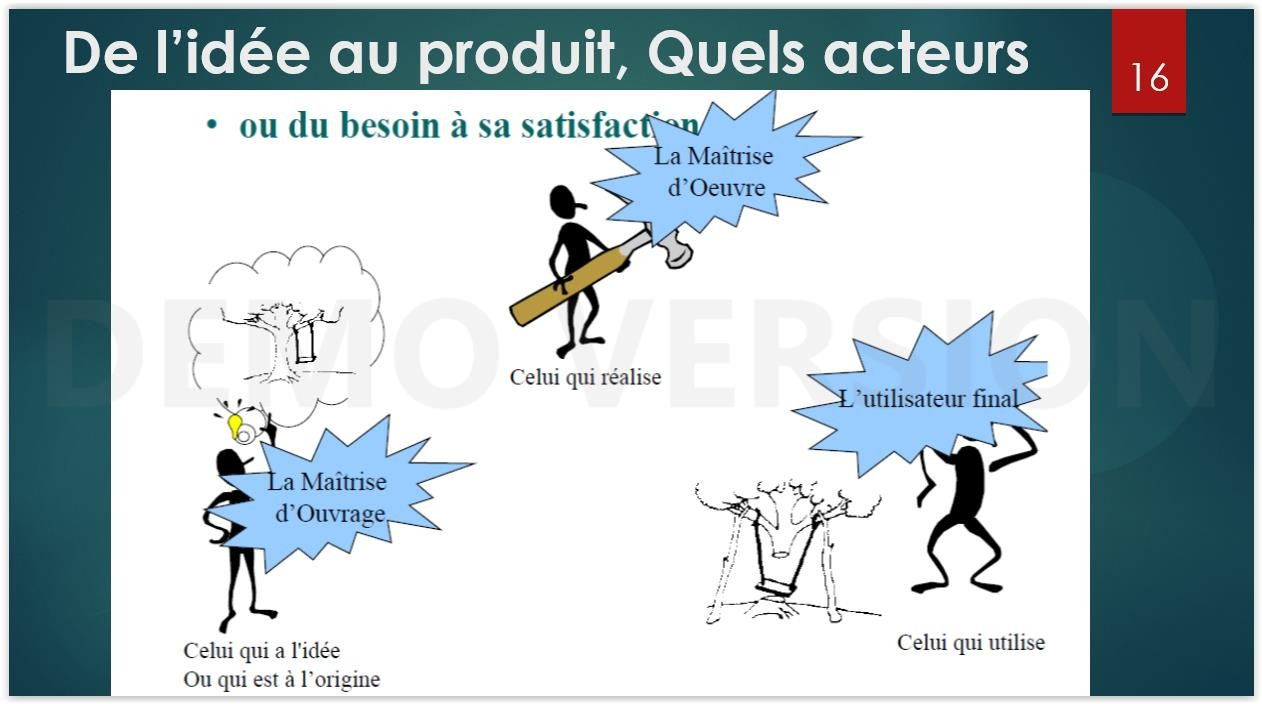 De l’idée au produit, Quels acteurs
16
• ou du besoin à sa satisfaction
La Maîtrise
d’Oeuvre
Celui qui réalise
DEMO VERSION
L’utilisateur final
La Maîtrise
d’Ouvrage
Celui qui utilise
Celui qui a l'idée
Ou qui est à l’origine